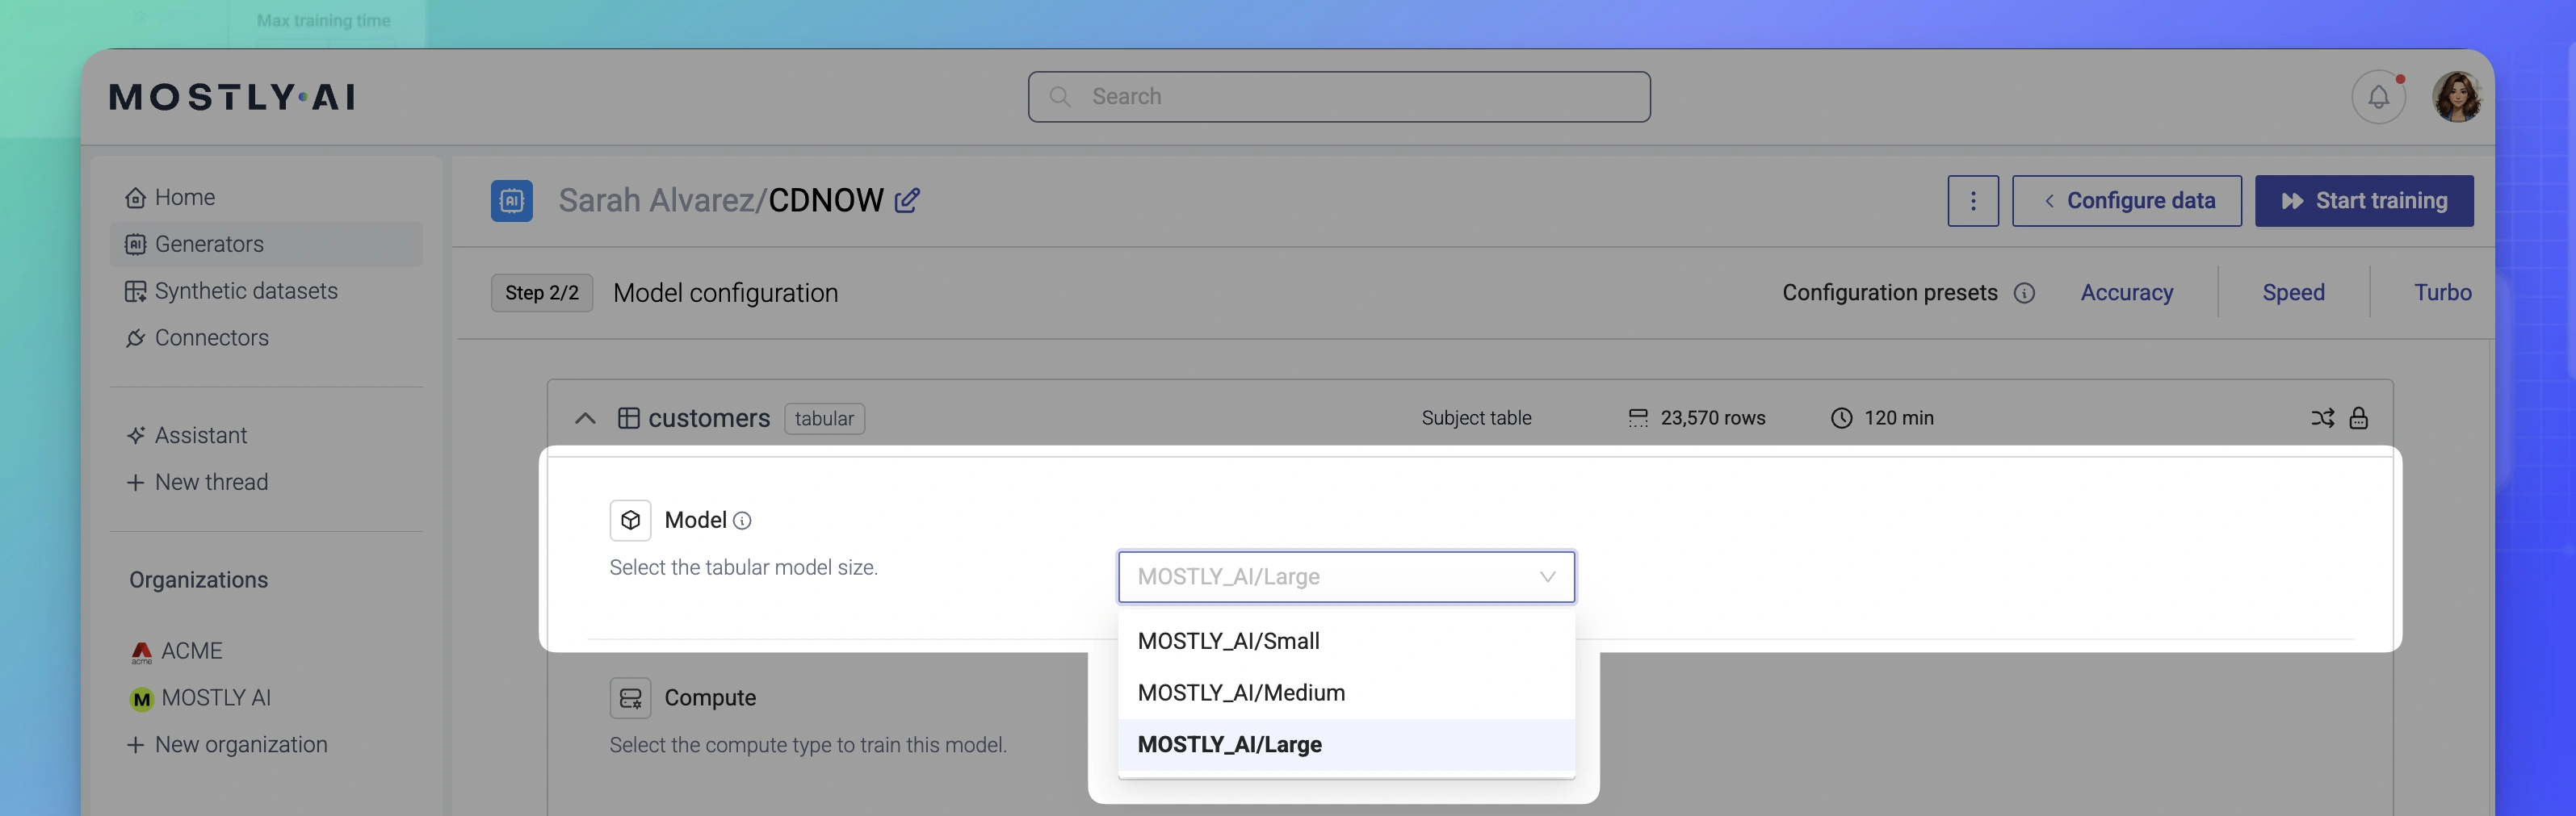 Max training time
MOSTLY AI
Search
Home
Generators
Synthetic datasets
Connectors
Assistant
New thread
Organizations
acme ACME
M MOSTLY AI
New organization
AI Sarah Alvarez/CDNOW
Configure data
Start training
Step 2/2 Model configuration
Configuration presets Accuracy Speed Turbo
customers tabular Subject table 23,570 rows 120 min
Model
Select the tabular model size.
MOSTLY_AI/Large
MOSTLY_AI/Small
MOSTLY_AI/Medium
MOSTLY_AI/Large
Compute
Select the compute type to train this model.